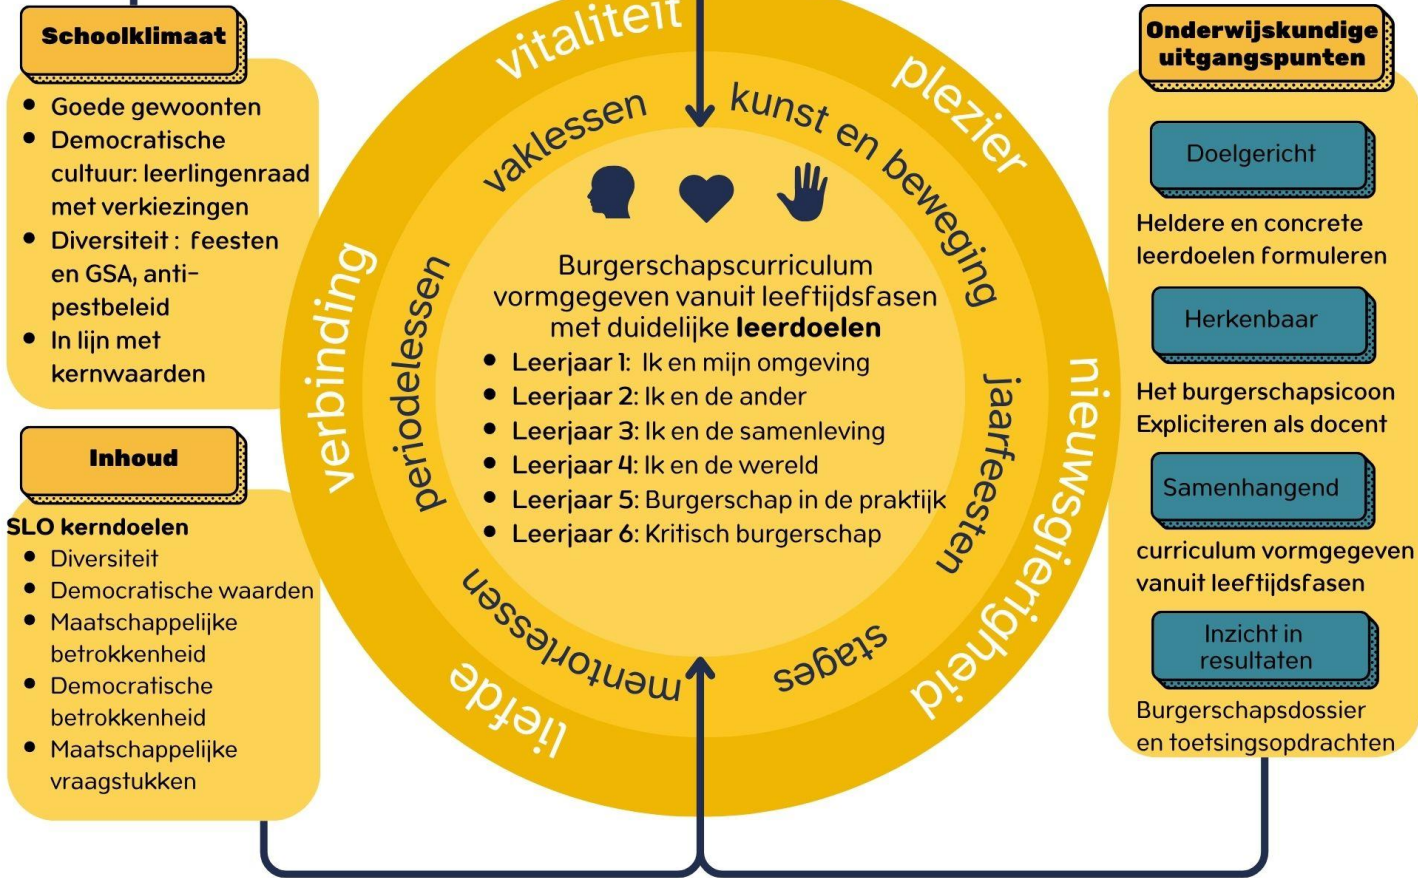 Schoolklimaat
• Goede gewoonten
• Democratische
cultuur: leerlingenraad
met verkiezingen
• Diversiteit : feesten
en GSA, anti-
pestbeleid
• In lijn met
kernwaarden
Inhoud
SLO kerndoelen
• Diversiteit
• Democratische waarden
• Maatschappelijke
betrokkenheid
• Democratische
betrokkenheid
• Maatschappelijke
vraagstukken
vitaliteit
plezier
nieuwsgierigheid
liefde
verbinding
vaklessen
kunst en beweging
jaarfeesten
stages
mentorlessen
periodelessen
Burgerschapscurriculum
vormgegeven vanuit leeftijdsfasen
met duidelijke leerdoelen
• Leerjaar 1: Ik en mijn omgeving
• Leerjaar 2: Ik en de ander
• Leerjaar 3: Ik en de samenleving
• Leerjaar 4: Ik en de wereld
• Leerjaar 5: Burgerschap in de praktijk
• Leerjaar 6: Kritisch burgerschap
Onderwijskundige
uitgangspunten
Doelgericht
Heldere en concrete
leerdoelen formuleren
Herkenbaar
Het burgerschapsicoon
Expliciteren als docent
Samenhangend
curriculum vormgegeven
vanuit leeftijdsfasen
Inzicht in
resultaten
Burgerschapsdossier
en toetsingsopdrachten